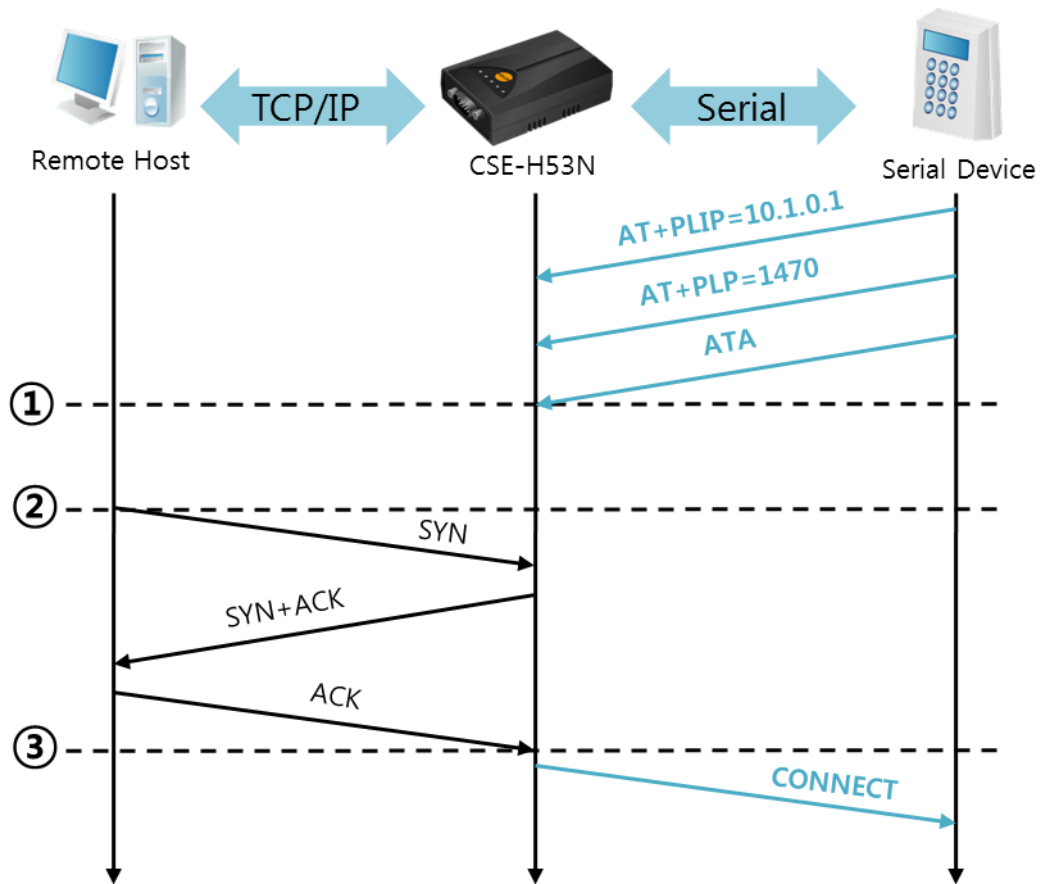 TCP/IP
Serial
Remote Host
CSE-H53N
Serial Device
AT+PLIP=10.1.0.1
AT+PLP=1470
ATA
①
②
SYN
SYN+ACK
ACK
③
CONNECT